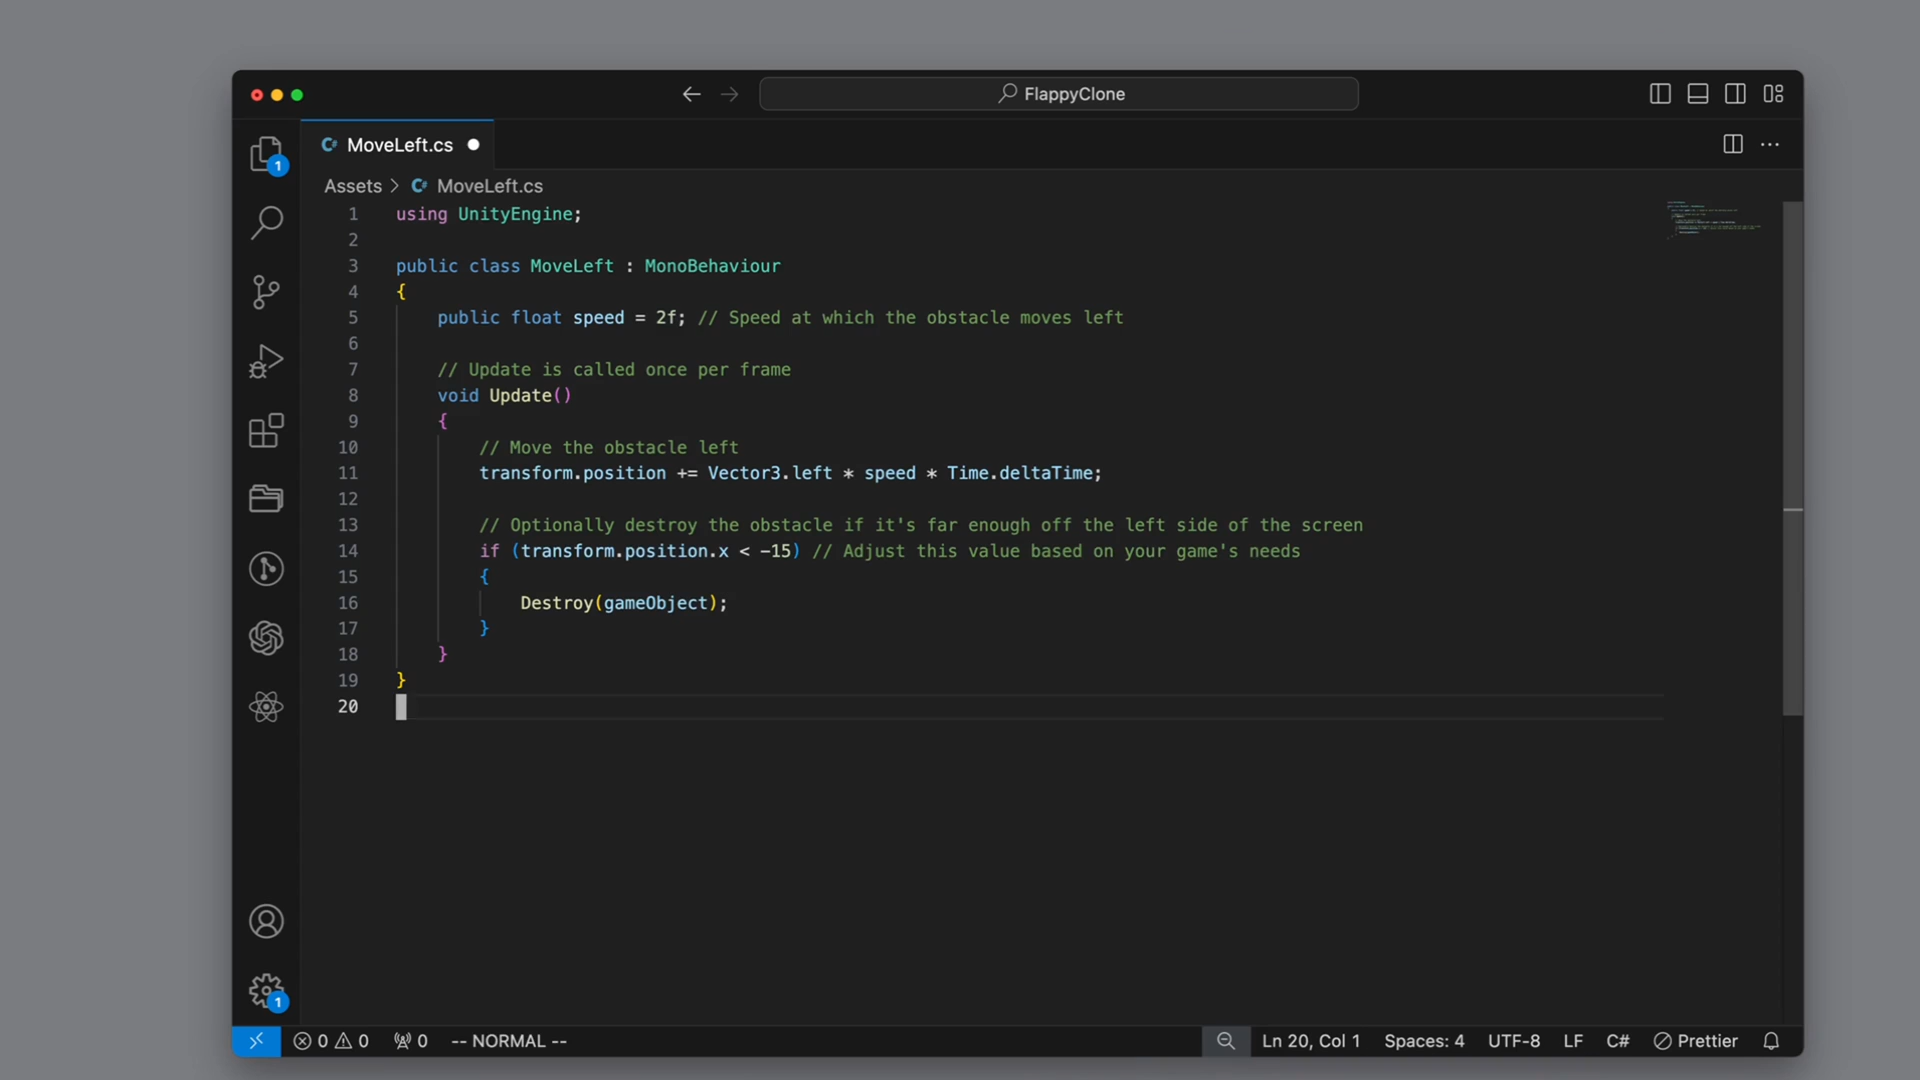 FlappyClone
C# MoveLeft.cs
1
Assets > C# MoveLeft.cs
1 using UnityEngine;
2
3 public class MoveLeft : MonoBehaviour
4 {
5 public float speed = 2f; // Speed at which the obstacle moves left
6
7 // Update is called once per frame
8 void Update()
9 {
10 // Move the obstacle left
11 transform.position += Vector3.left * speed * Time.deltaTime;
12
13 // Optionally destroy the obstacle if it's far enough off the left side of the screen
14 if (transform.position.x < -15) // Adjust this value based on your game's needs
15 {
16 Destroy(gameObject);
17 }
18 }
19 }
20
1
0 0 0 -- NORMAL -- Ln 20, Col 1 Spaces: 4 UTF-8 LF C# Prettier